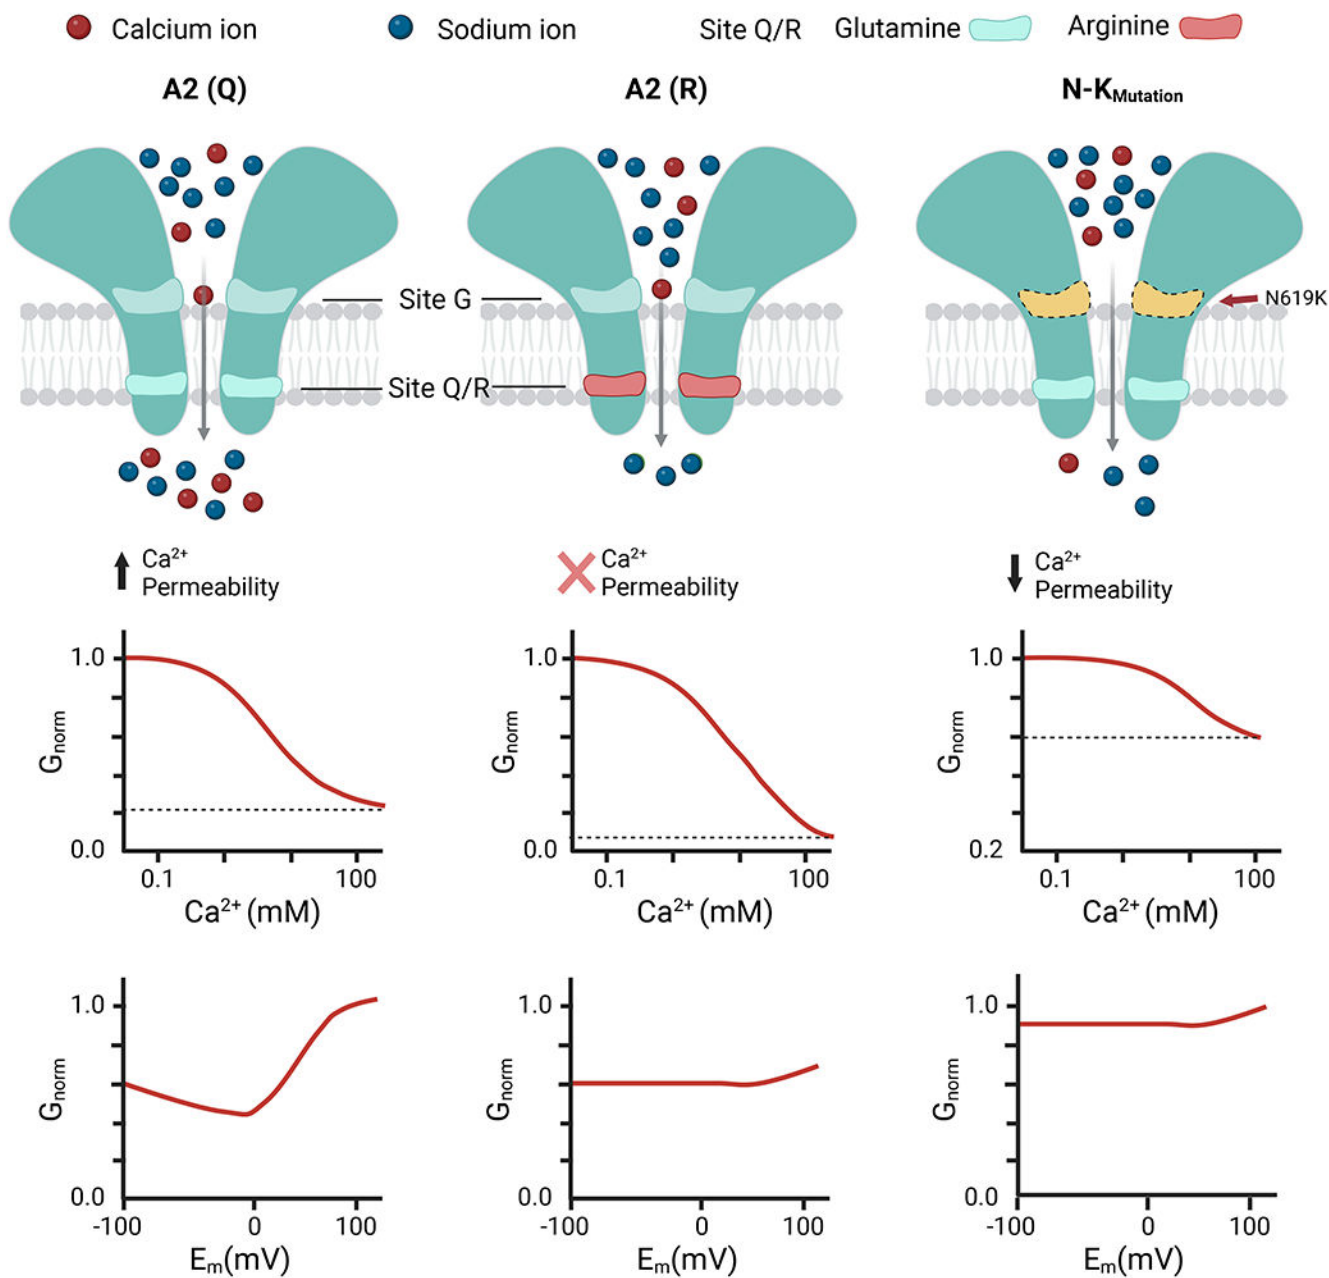 Calcium ion
Sodium ion
Site Q/R
Glutamine
Arginine
A2 (Q)
A2 (R)
N-KMutation
Site G
N619K
Site Q/R
Ca2+
Permeability
Ca2+
Permeability
Ca2+
Permeability
1.0
Gnorm
0.0
0.1
100
Ca2+ (mM)
1.0
Gnorm
0.0
0.1
100
Ca2+ (mM)
1.0
Gnorm
0.2
0.1
100
Ca2+ (mM)
1.0
Gnorm
0.0
-100
0
100
Em(mV)
1.0
Gnorm
0.0
-100
0
100
Em(mV)
1.0
Gnorm
0.0
-100
0
100
Em(mV)